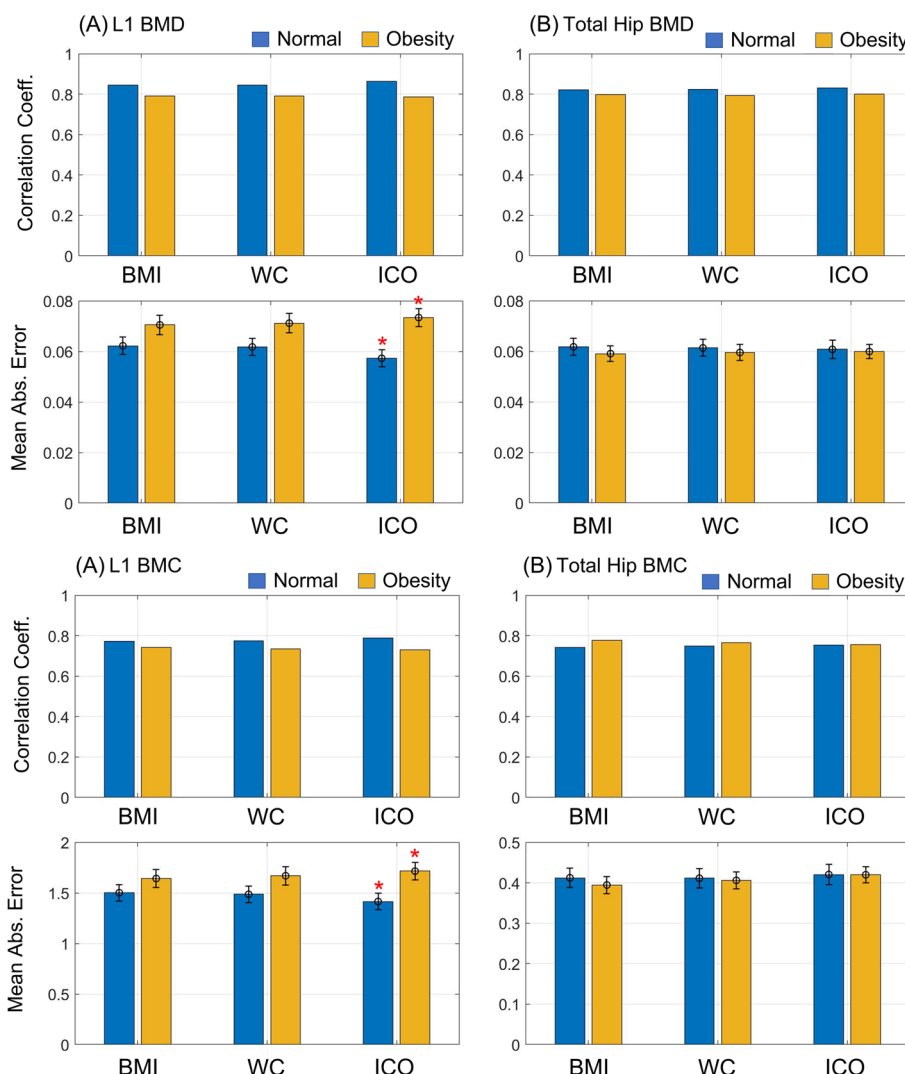 (A) L1 BMD
Normal Obesity
Correlation Coeff.
1
0.8
0.6
0.4
0.2
0
BMI WC ICO
Mean Abs. Error
0.08
0.06
0.04
0.02
0
* *
BMI WC ICO
(B) Total Hip BMD
Normal Obesity
1
0.8
0.6
0.4
0.2
0
BMI WC ICO
0.08
0.06
0.04
0.02
0
BMI WC ICO
(A) L1 BMC
Normal Obesity
Correlation Coeff.
1
0.8
0.6
0.4
0.2
0
BMI WC ICO
Mean Abs. Error
2
1.5
1
0.5
0
* *
BMI WC ICO
(B) Total Hip BMC
Normal Obesity
1
0.8
0.6
0.4
0.2
0
BMI WC ICO
0.5
0.4
0.3
0.2
0.1
0
BMI WC ICO